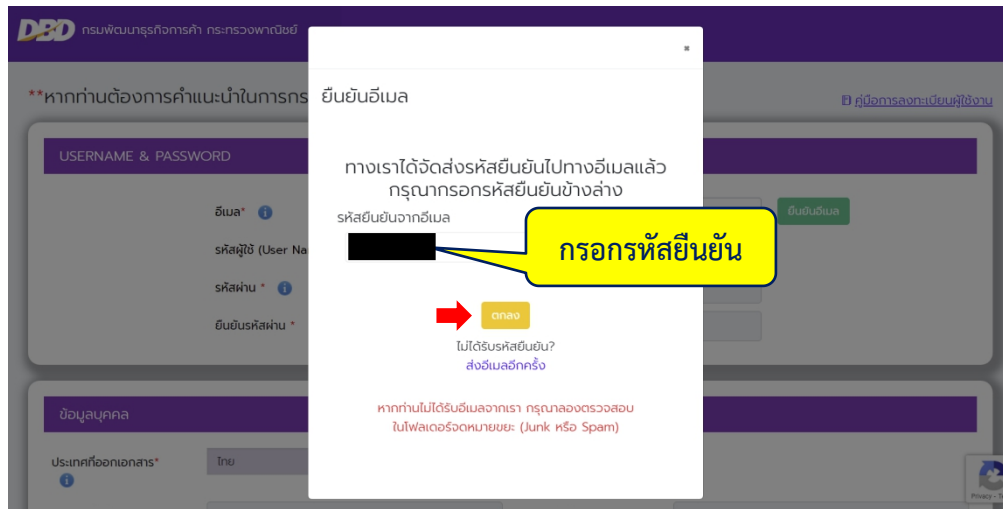 DBD กรมพัฒนาธุรกิจการค้า กระทรวงพาณิชย์
×
**หากท่านต้องการคำแนะนำในการกร
คู่มือการลงทะเบียนผู้ใช้งาน
ยืนยันอีเมล
USERNAME & PASSWORD
ทางเราได้จัดส่งรหัสยืนยันไปทางอีเมลแล้ว
กรุณากรอกรหัสยืนยันข้างล่าง
อีเมล*
ยืนยันอีเมล
รหัสยืนยันจากอีเมล
กรอกรหัสยืนยัน
รหัสผู้ใช้ (User Na
รหัสผ่าน *
ยืนยันรหัสผ่าน *
ตกลง
ไม่ได้รับรหัสยืนยัน?
ส่งอีเมลอีกครั้ง
หากท่านไม่ได้รับอีเมลจากเรา กรุณาลองตรวจสอบ
ในโฟลเดอร์จดหมายขยะ (Junk หรือ Spam)
ข้อมูลบุคคล
ประเทศที่ออกเอกสาร*
ไทย
Privacy - Te